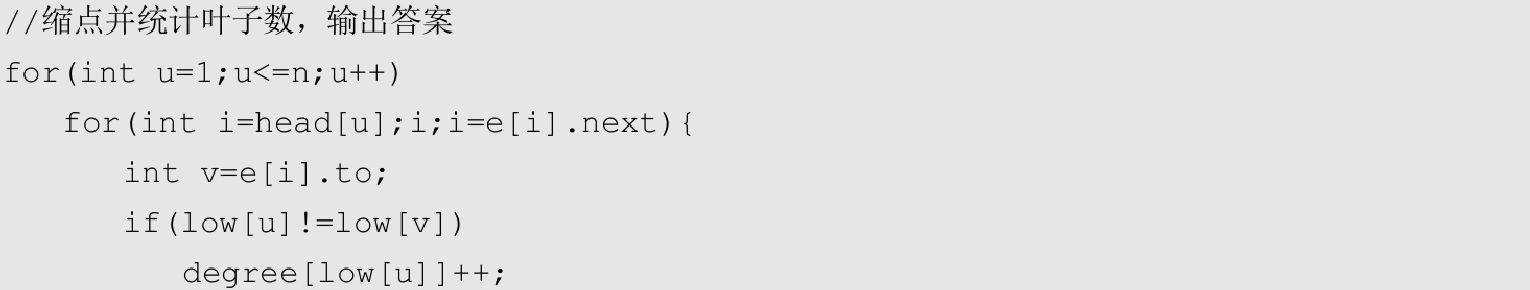 //缩点并统计叶子数，输出答案
for(int u=1;u<=n;u++)
for(int i=head[u];i;i=e[i].next){
int v=e[i].to;
if(low[u]!=low[v])
degree[low[u]]++;